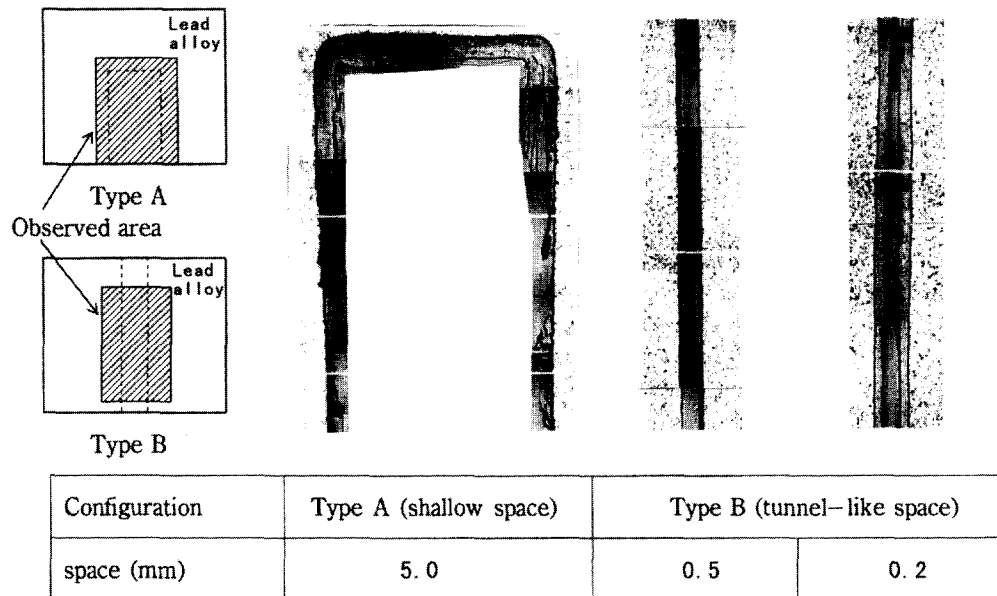 Lead
alloy
Type A
Observed area
Lead
alloy
Type B
Configuration Type A (shallow space) Type B (tunnel-like space)
space (mm) 5.0 0.5 0.2